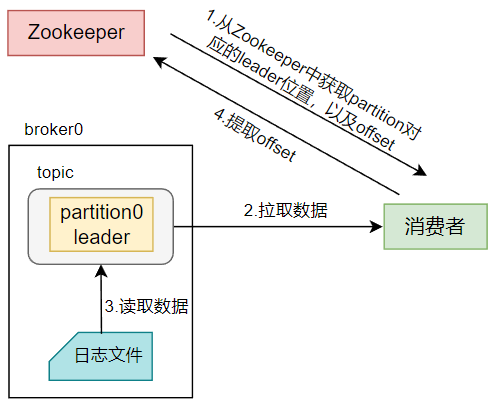 Zookeeper
1.从Zookeeper中获取partition对
应的leader位置，以及offset
4.提取offset
broker0
topic
partition0
leader
2.拉取数据
消费者
3.读取数据
日志文件